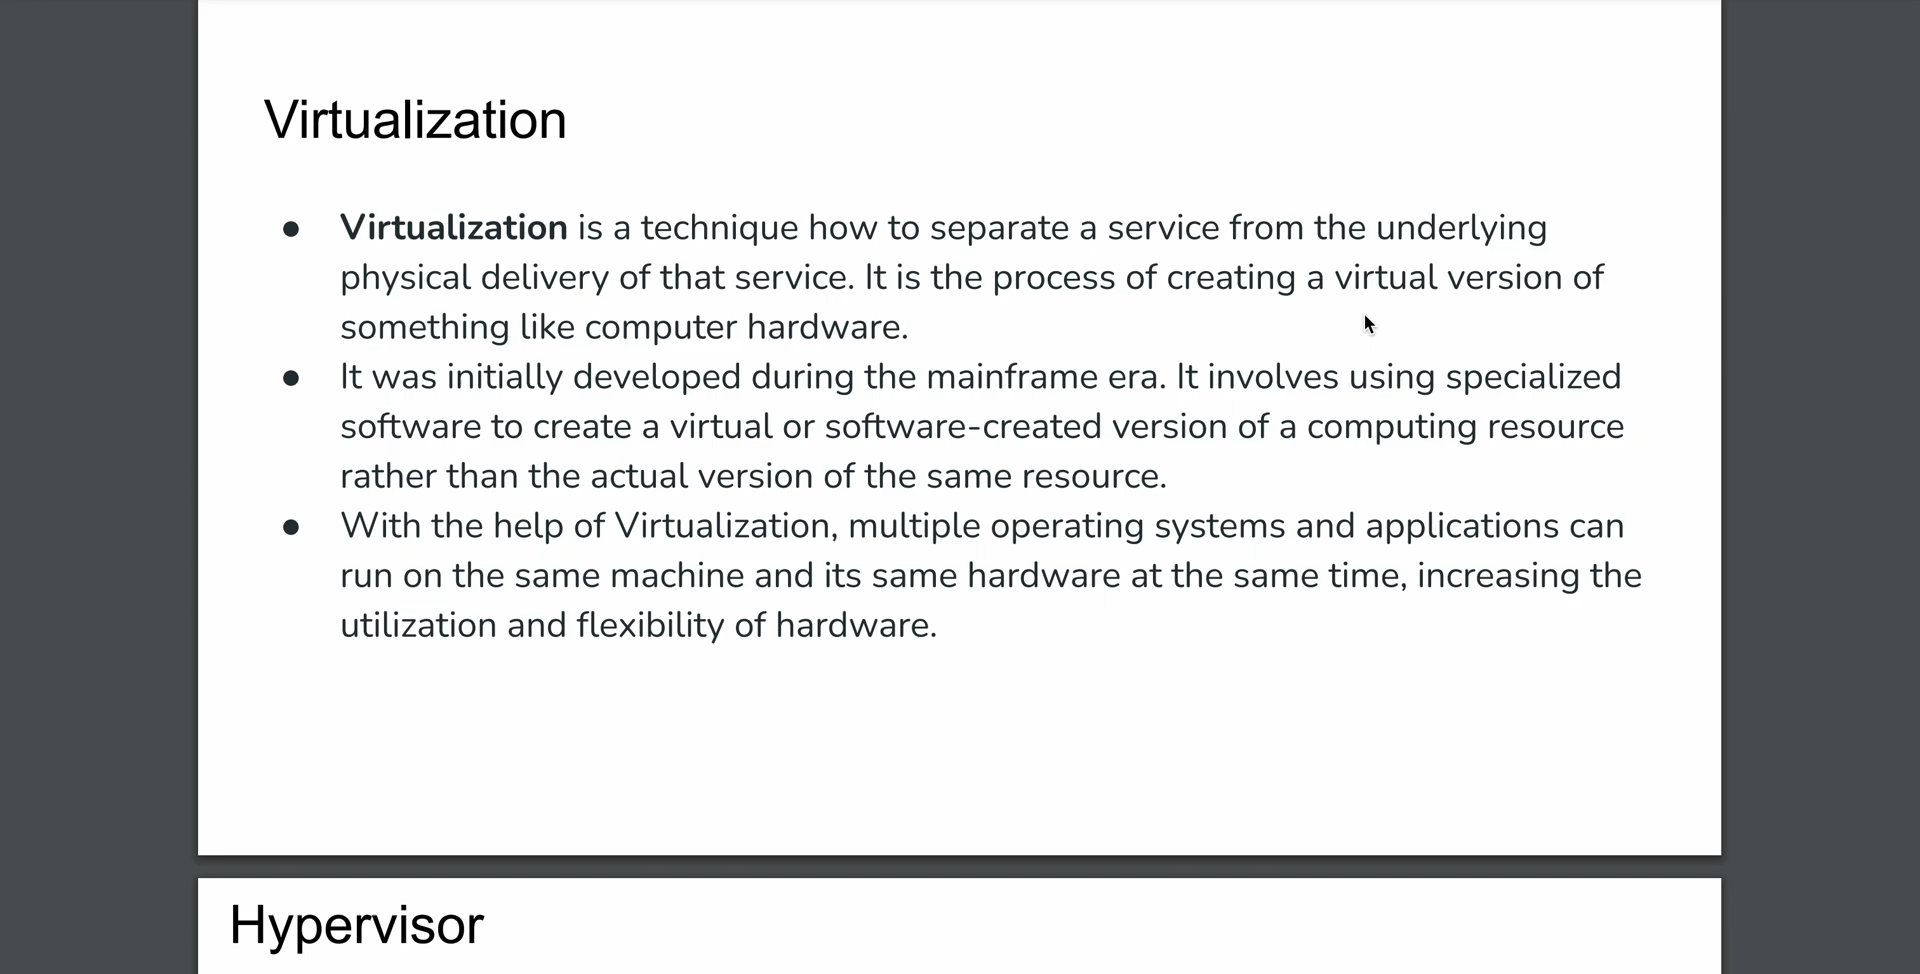 Virtualization
● Virtualization is a technique how to separate a service from the underlying
physical delivery of that service. It is the process of creating a virtual version of
something like computer hardware.
● It was initially developed during the mainframe era. It involves using specialized
software to create a virtual or software-created version of a computing resource
rather than the actual version of the same resource.
● With the help of Virtualization, multiple operating systems and applications can
run on the same machine and its same hardware at the same time, increasing the
utilization and flexibility of hardware.
Hypervisor